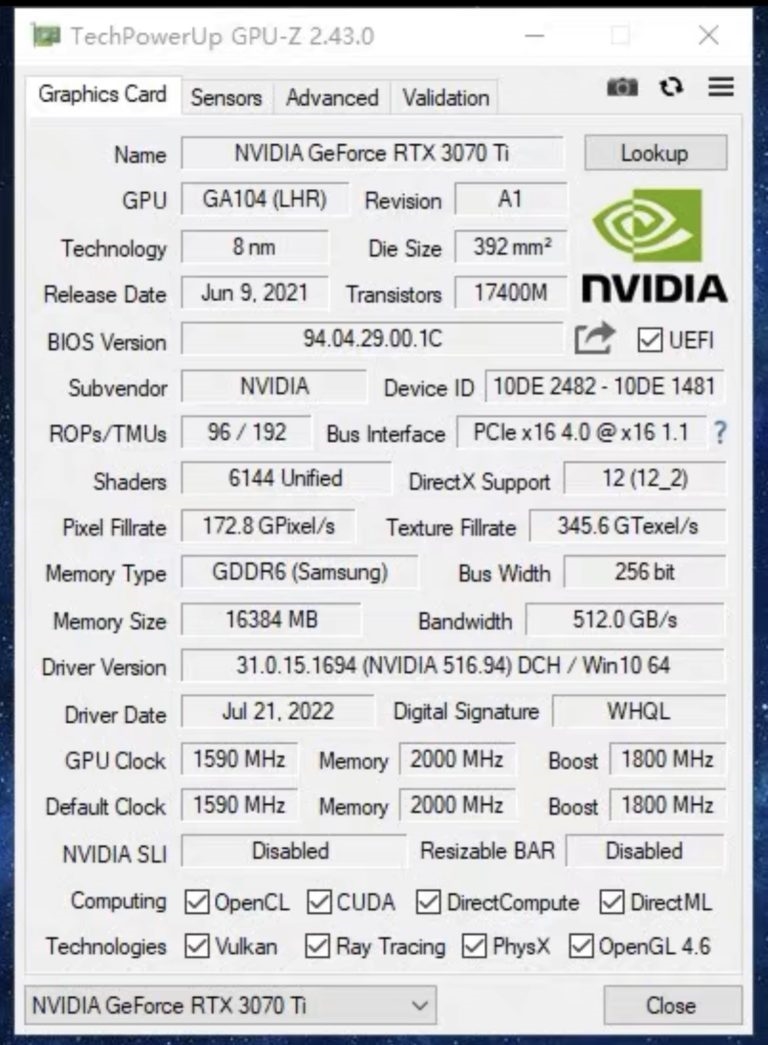 TechPowerUp GPU-Z 2.43.0
Graphics Card Sensors Advanced Validation
Name NVIDIA GeForce RTX 3070 Ti Lookup
GPU GA104 (LHR) Revision A1
Technology 8 nm Die Size 392 mm²
NVIDIA
Release Date Jun 9, 2021 Transistors 17400M
BIOS Version 94.04.29.00.1C UEFI
Subvendor NVIDIA Device ID 10DE 2482 - 10DE 1481
ROPs/TMUs 96 / 192 Bus Interface PCIe x16 4.0 @ x16 1.1 ?
Shaders 6144 Unified DirectX Support 12 (12_2)
Pixel Fillrate 172.8 GPixel/s Texture Fillrate 345.6 GTexel/s
Memory Type GDDR6 (Samsung) Bus Width 256 bit
Memory Size 16384 MB Bandwidth 512.0 GB/s
Driver Version 31.0.15.1694 (NVIDIA 516.94) DCH / Win10 64
Driver Date Jul 21, 2022 Digital Signature WHQL
GPU Clock 1590 MHz Memory 2000 MHz Boost 1800 MHz
Default Clock 1590 MHz Memory 2000 MHz Boost 1800 MHz
NVIDIA SLI Disabled Resizable BAR Disabled
Computing OpenCL CUDA DirectCompute DirectML
Technologies Vulkan Ray Tracing PhysX OpenGL 4.6
NVIDIA GeForce RTX 3070 Ti Close